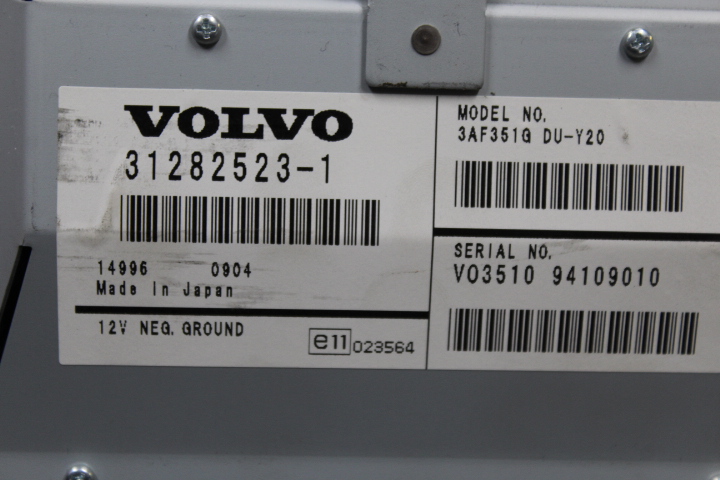 VOLVO
31282523-1
14996 0904
Made in Japan
12V NEG. GROUND
e11 023564
MODEL NO.
3AF351G DU-Y20
SERIAL NO.
VO3510 94109010